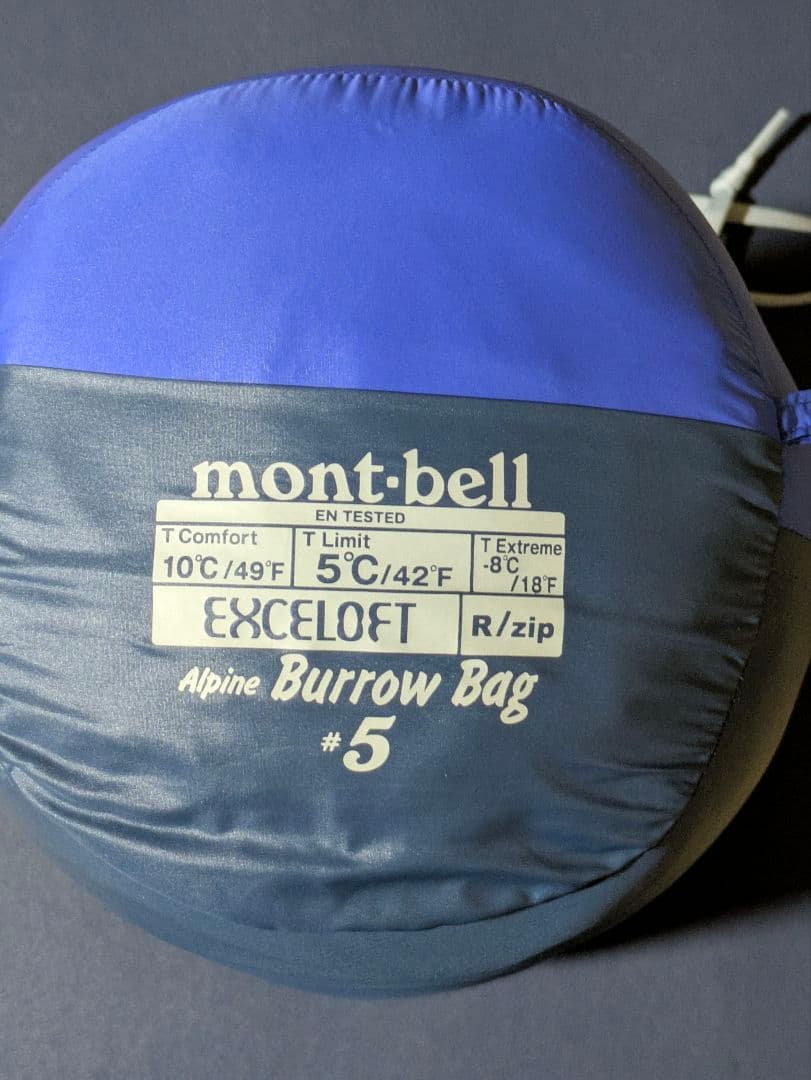 mont·bell
EN TESTED
T Comfort
10℃/49°F
T Limit
5℃/42°F
T Extreme
-8℃
/18°F
EXCELOFT
R/zip
Alpine Burrow Bag
#5